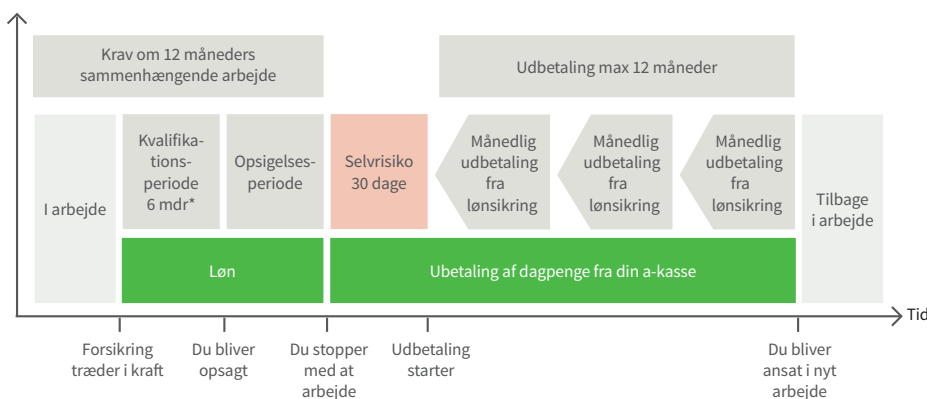 Krav om 12 måneders
sammenhængende arbejde
Udbetaling max 12 måneder
I arbejde
Kvalifika-
tions-
periode
6 mdr*
Opsigelses-
periode
Selvrisiko
30 dage
Månedlig
udbetaling
fra
lønsikring
Månedlig
udbetaling
fra
lønsikring
Månedlig
udbetaling
fra
lønsikring
Tilbage
i arbejde
Løn
Ubetaling af dagpenge fra din a-kasse
Tid
Forsikring
træder i kraft
Du bliver
opsagt
Du stopper
med at
arbejde
Udbetaling
starter
Du bliver
ansat i nyt
arbejde